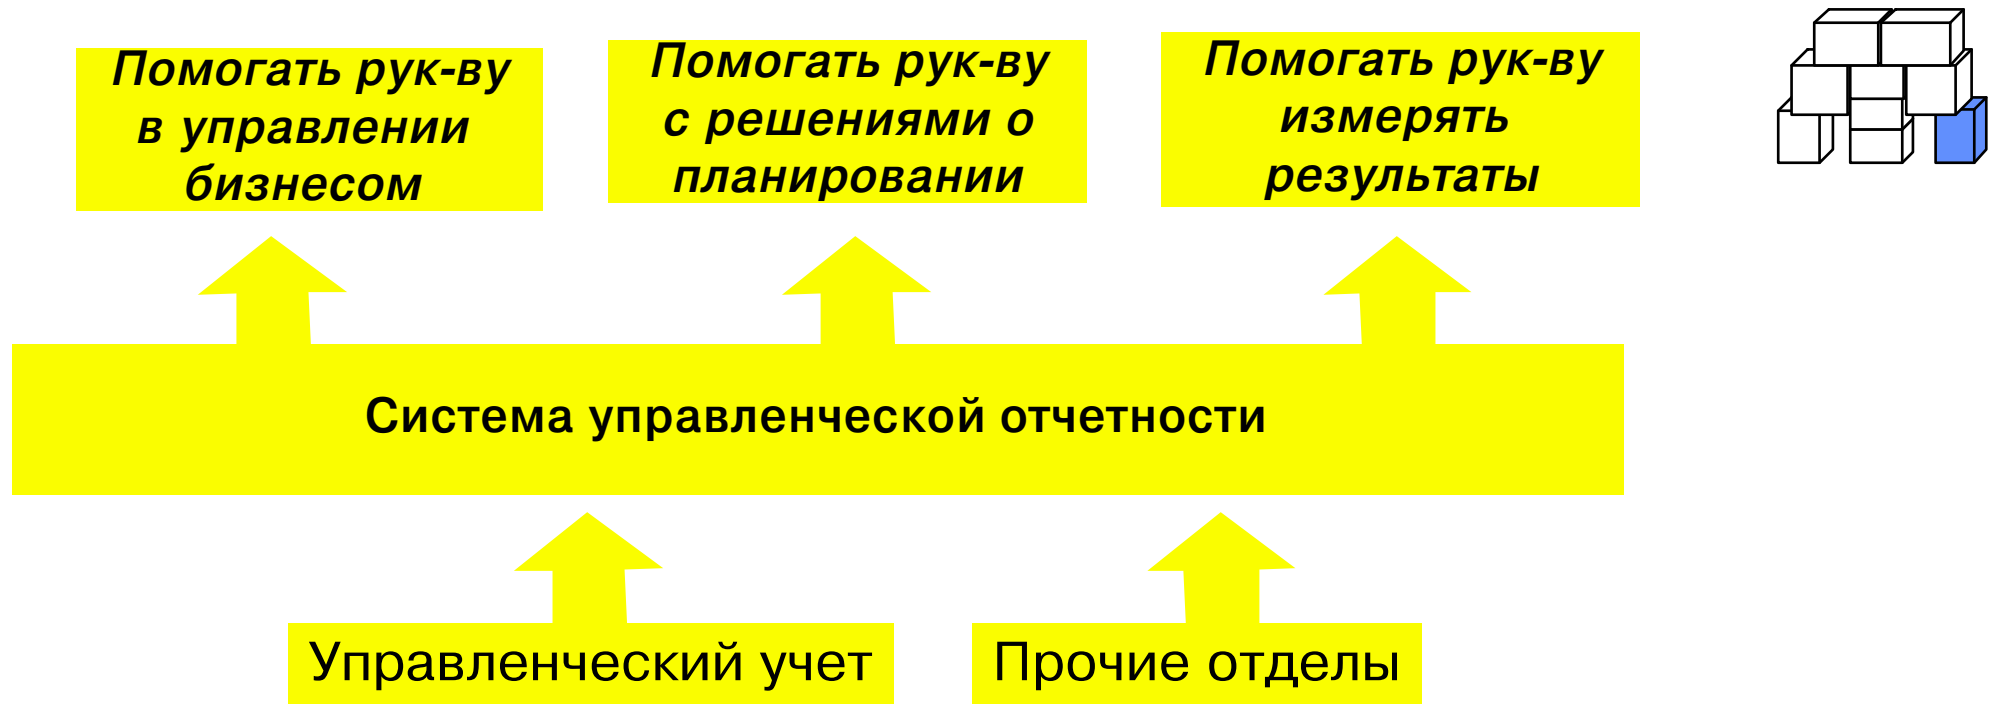 Помогать рук-ву
в управлении
бизнесом
Помогать рук-ву
с решениями о
планировании
Помогать рук-ву
измерять
результаты
Система управленческой отчетности
Управленческий учет
Прочие отделы